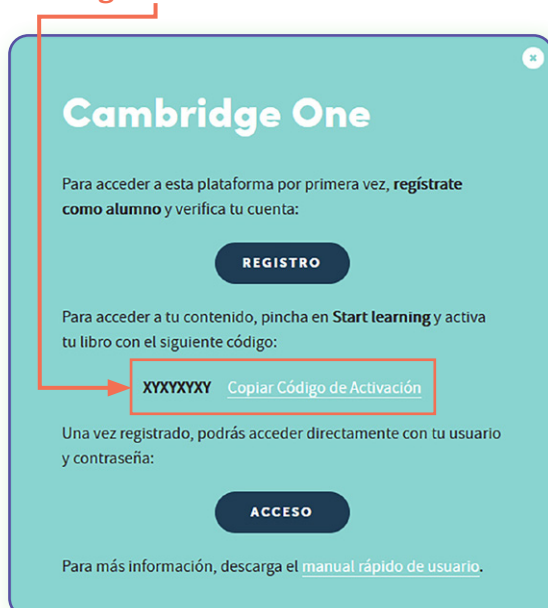 Cambridge One
Para acceder a esta plataforma por primera vez, regístrate
como alumno y verifica tu cuenta:
REGISTRO
Para acceder a tu contenido, pincha en Start learning y activa
tu libro con el siguiente código:
XYXYXYXY Copiar Código de Activación
Una vez registrado, podrás acceder directamente con tu usuario
y contraseña:
ACCESO
Para más información, descarga el manual rápido de usuario.